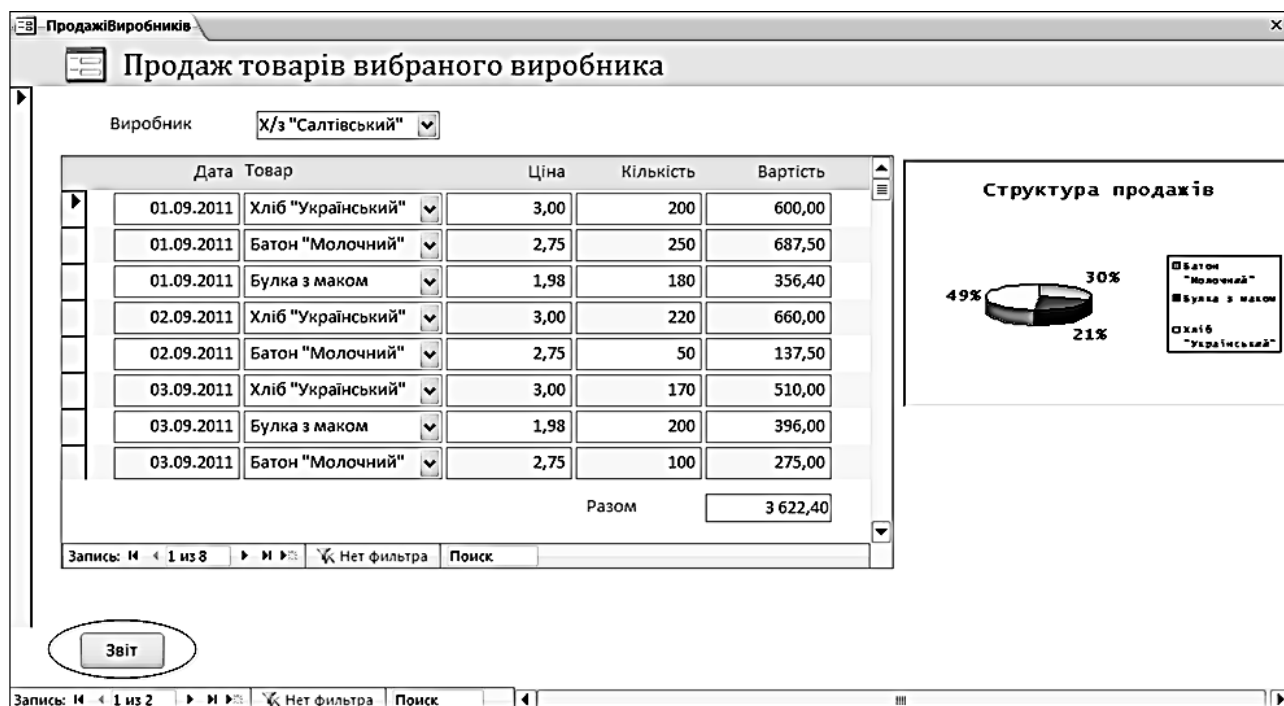 ПродажіВиробників
Продаж товарів вибраного виробника
Виробник Х/з "Салтівський"
Дата Товар Ціна Кількість Вартість
01.09.2011 Хліб "Український" 3,00 200 600,00
01.09.2011 Батон "Молочний" 2,75 250 687,50
01.09.2011 Булка з маком 1,98 180 356,40
02.09.2011 Хліб "Український" 3,00 220 660,00
02.09.2011 Батон "Молочний" 2,75 50 137,50
03.09.2011 Хліб "Український" 3,00 170 510,00
03.09.2011 Булка з маком 1,98 200 396,00
03.09.2011 Батон "Молочний" 2,75 100 275,00
Разом 3 622,40
Запись: 1 из 8 Нет фильтра Поиск
Структура продажів
49%
30%
21%
Батон
"Молочний"
Булка з маком
Хліб
"Український"
Звіт
Запись: 1 из 2 Нет фильтра Поиск